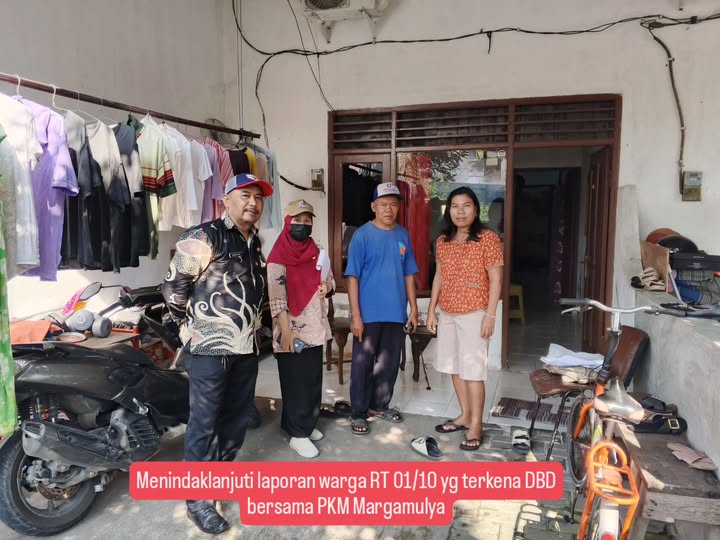 Menindaklanjuti laporan warga RT 01/10 yg terkena DBD
bersama PKM Margamulya